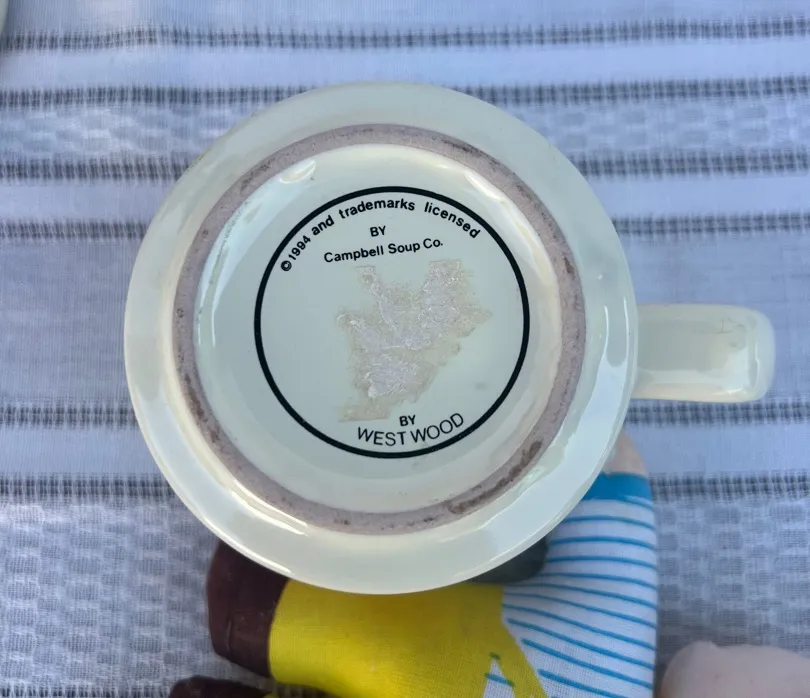 ©1994 and trademarks licensed
BY
Campbell Soup Co.
BY
WESTWOOD